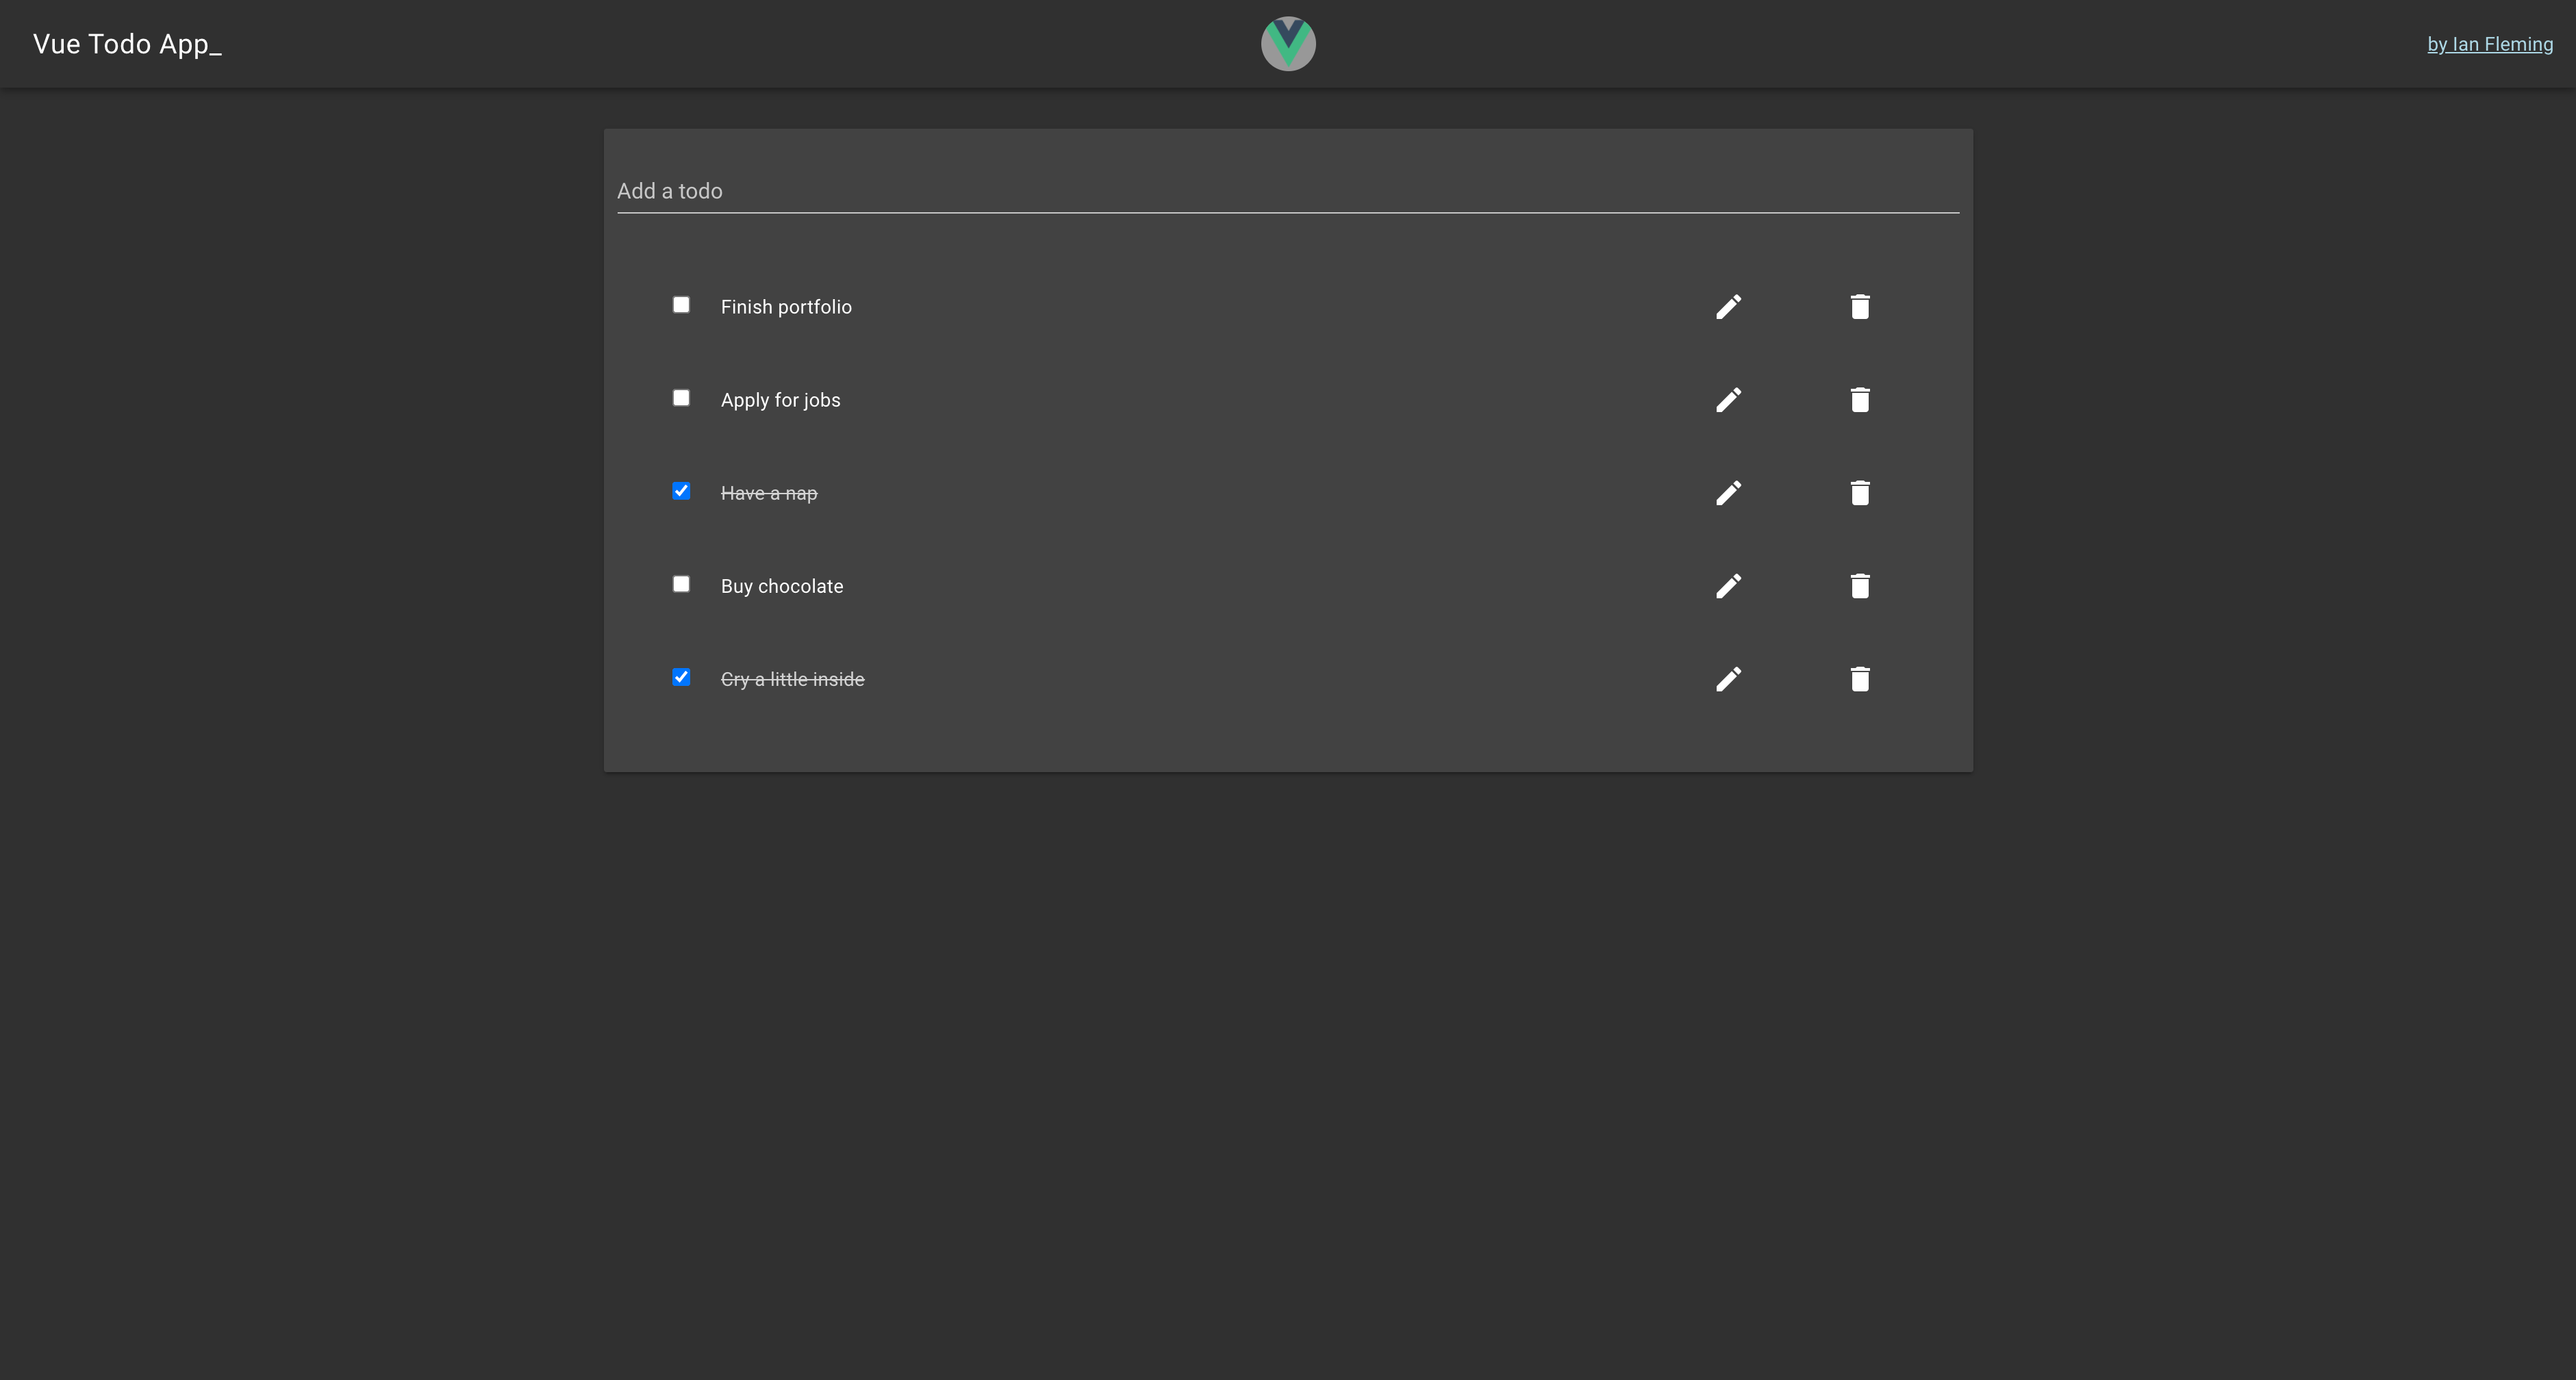 Vue Todo App_
by Ian Fleming
Add a todo
Finish portfolio
Apply for jobs
Have a nap
Buy chocolate
Cry a little inside